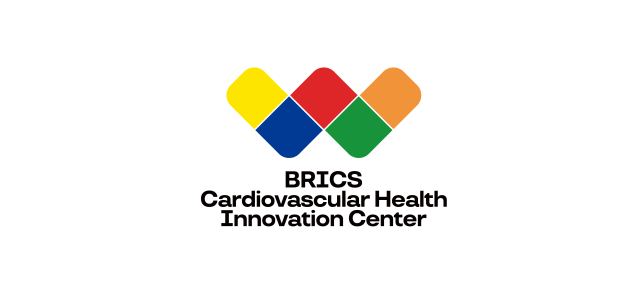 BRICS
Cardiovascular Health
Innovation Center